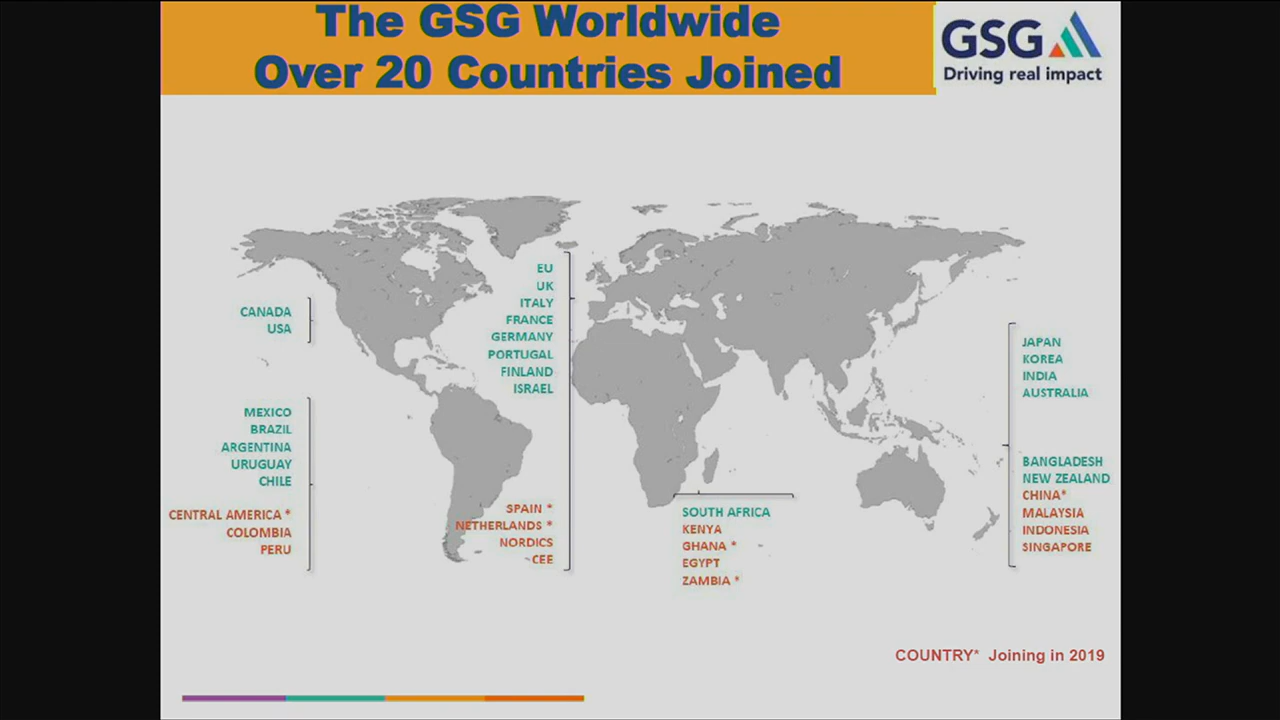 The GSG Worldwide
Over 20 Countries Joined
GSG
Driving real impact
CANADA
USA
MEXICO
BRAZIL
ARGENTINA
URUGUAY
CHILE
CENTRAL AMERICA *
COLOMBIA
PERU
EU
UK
ITALY
FRANCE
GERMANY
PORTUGAL
FINLAND
ISRAEL
SPAIN *
NETHERLANDS *
NORDICS
CEE
SOUTH AFRICA
KENYA
GHANA *
EGYPT
ZAMBIA *
JAPAN
KOREA
INDIA
AUSTRALIA
BANGLADESH
NEW ZEALAND
CHINA*
MALAYSIA
INDONESIA
SINGAPORE
COUNTRY* Joining in 2019